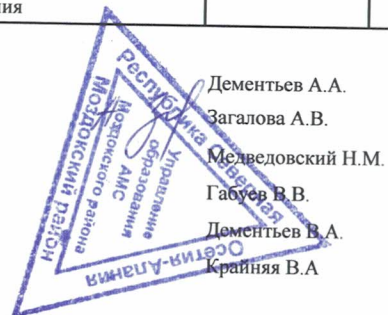 ия
Дементьев А.А.
Загалова А.В.
Медведовский Н.М.
Габуев В.В.
Дементьев В.А.
Крайняя В.А
Республика Северная
Осетия-Алания
Моздокский район
Управление
образования
АМС
Моздокского района